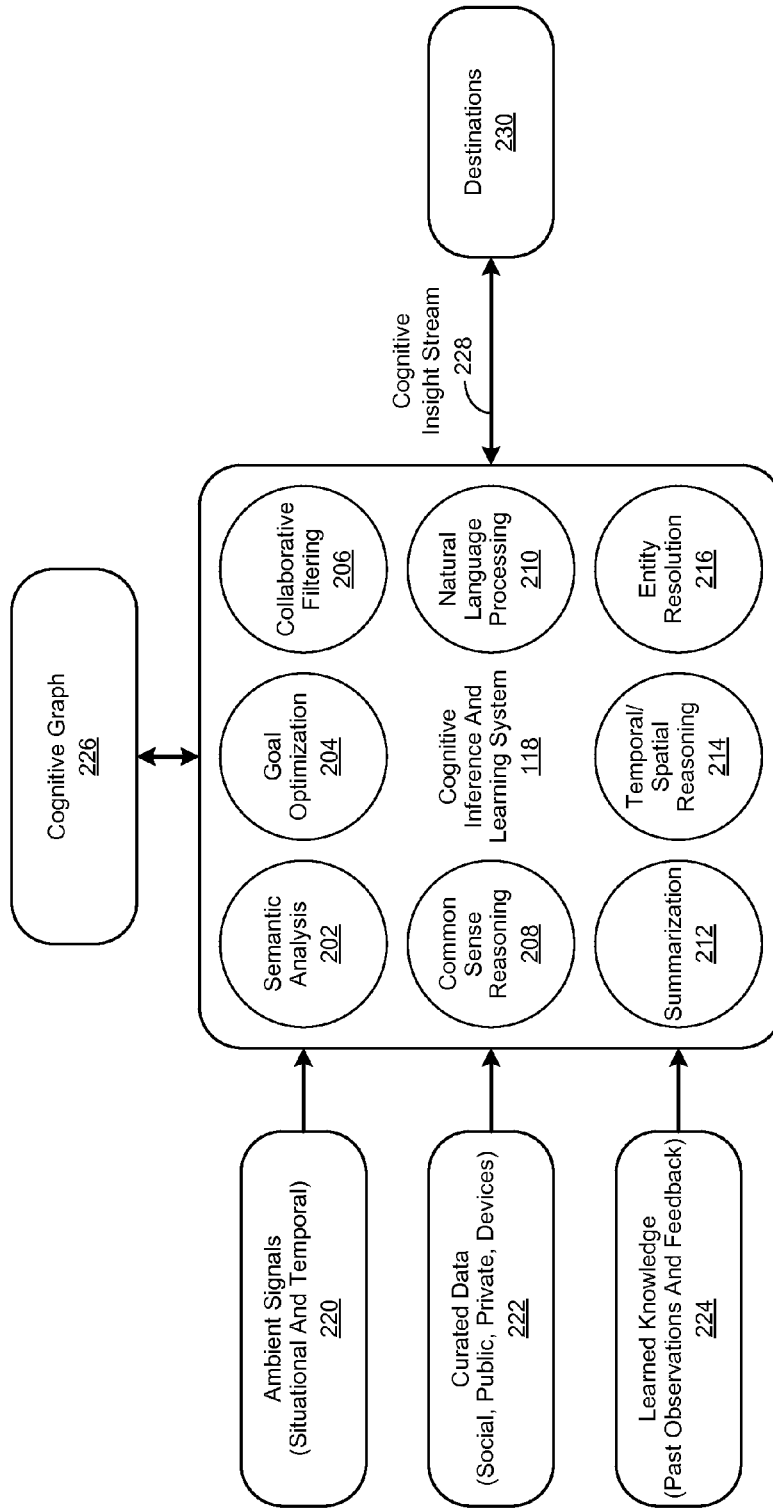 Cognitive Graph
226
Ambient Signals
(Situational And Temporal)
220
Curated Data
(Social, Public, Private, Devices)
222
Learned Knowledge
(Past Observations And Feedback)
224
Semantic
Analysis
202
Goal
Optimization
204
Collaborative
Filtering
206
Common
Sense
Reasoning
208
Cognitive
Inference And
Learning System
118
Natural
Language
Processing
210
Summarization
212
Temporal/
Spatial
Reasoning
214
Entity
Resolution
216
Cognitive
Insight Stream
228
Destinations
230